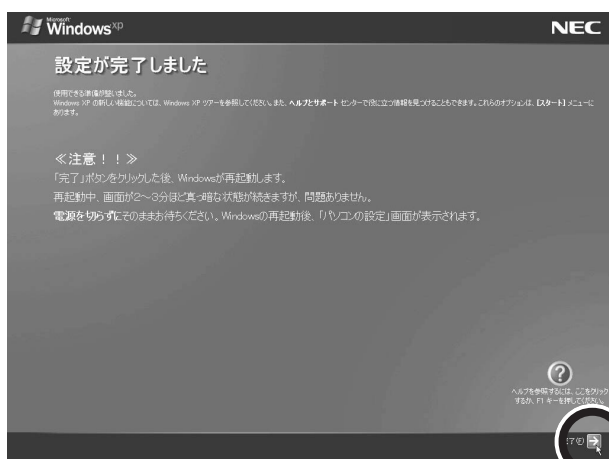 Microsoft
Windows xp
NEC
設定が完了しました
使用できる準備が整いました。
Windows XP の新しい機能については、Windows XP ツアーを参照してください。また、ヘルプとサポート センターで役に立つ情報を見つけることもできます。これらのオプションは、[スタート] メニューに
あります。
≪注意！！≫
「完了」ボタンをクリックした後、Windowsが再起動します。
再起動中、画面が2～3分ほど真っ暗な状態が続きますが、問題ありません。
電源を切らずにそのままお待ちください。Windowsの再起動後、「パソコンの設定」画面が表示されます。
?
ヘルプを参照するには、ここをクリック
するか、F1 キーを押してください。